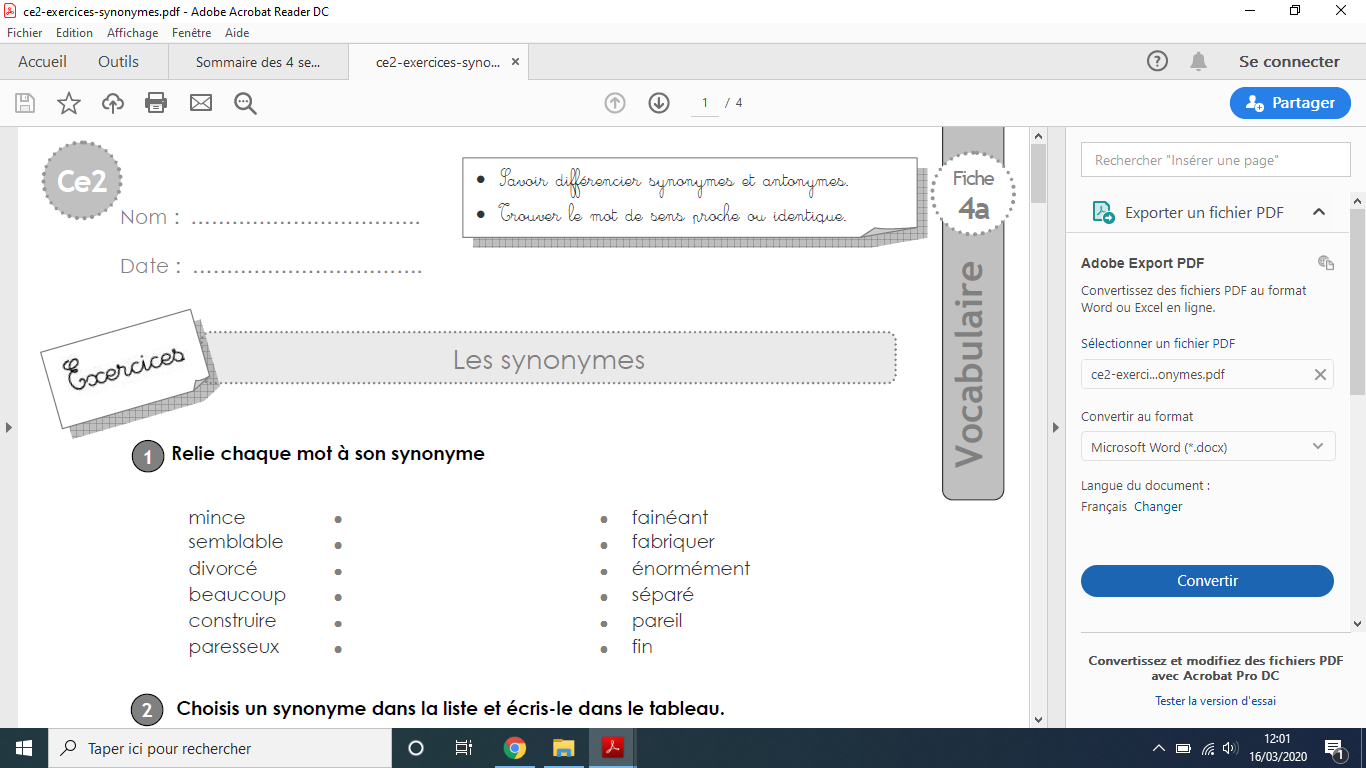 ce2-exercices-synonymes.pdf - Adobe Acrobat Reader DC
Fichier Edition Affichage Fenêtre Aide
Accueil Outils Sommaire des 4 se... ce2-exercices-syno... × Se connecter
1 / 4 Partager
Ce2
Nom : ..................................
Date : ..................................
• Savoir différencier synonymes et antonymes.
• Trouver le mot de sens proche ou identique.
Fiche
4a
Vocabulaire
Exercices
Les synonymes
1 Relie chaque mot à son synonyme
mince • • fainéant
semblable • • fabriquer
divorcé • • énormément
beaucoup • • séparé
construire • • pareil
paresseux • • fin
2 Choisis un synonyme dans la liste et écris-le dans le tableau.
Rechercher "Insérer une page"
Exporter un fichier PDF
Adobe Export PDF
Convertissez des fichiers PDF au format
Word ou Excel en ligne.
Sélectionner un fichier PDF
ce2-exerci...onymes.pdf
Convertir au format
Microsoft Word (*.docx)
Langue du document :
Français Changer
Convertir
Convertissez et modifiez des fichiers PDF
avec Acrobat Pro DC
Tester la version d'essai
Taper ici pour rechercher
12:01
16/03/2020
1